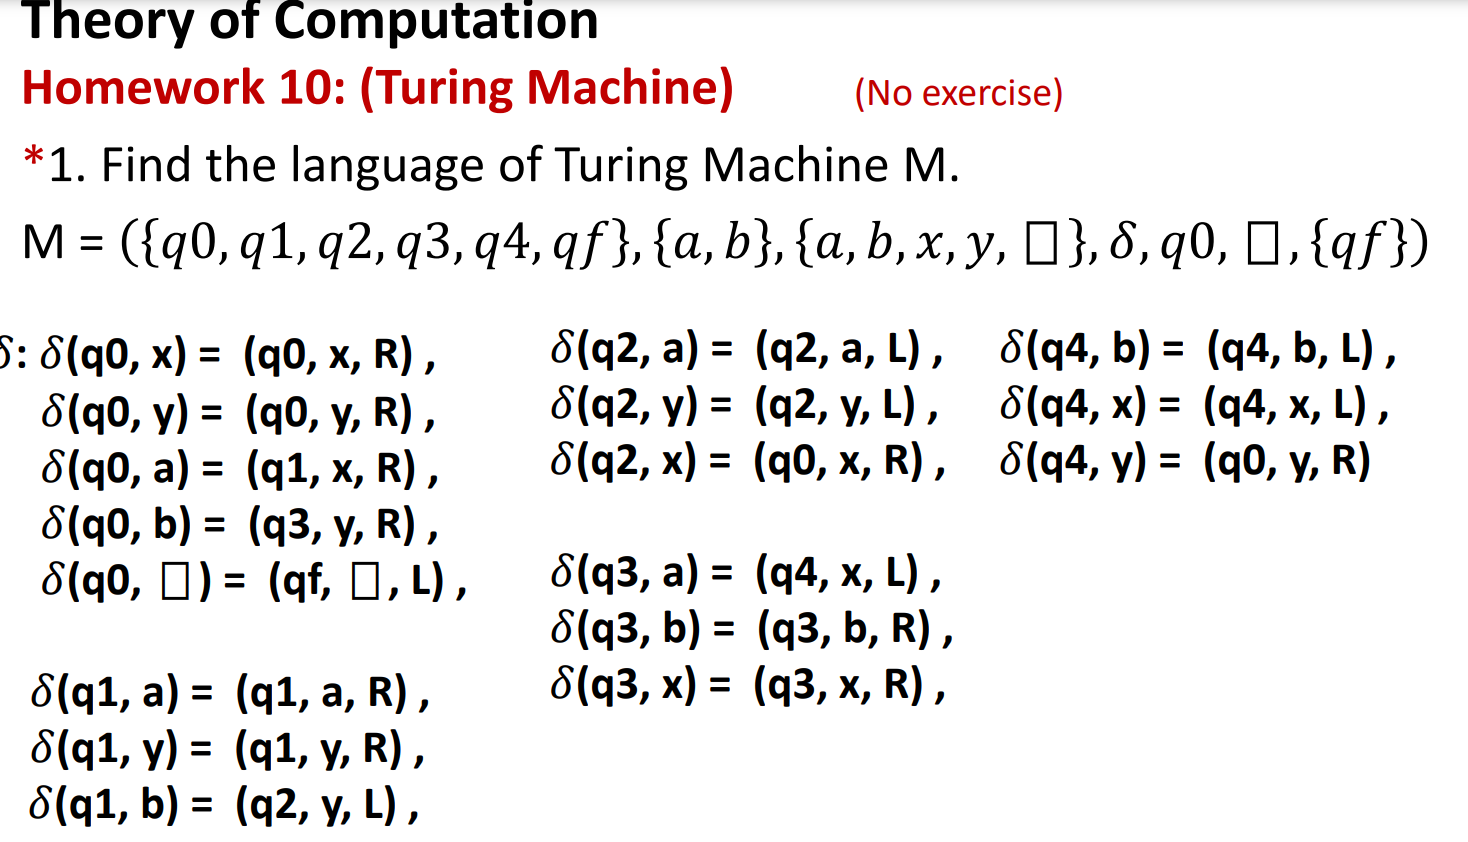 Theory of Computation
Homework 10: (Turing Machine) (No exercise)
*1. Find the language of Turing Machine M.
M = ({q0, q1, q2, q3, q4, qf}, {a, b}, {a, b, x, y, □}, δ, q0, □, {qf})
δ: δ(q0, x) = (q0, x, R) ,
δ(q0, y) = (q0, y, R) ,
δ(q0, a) = (q1, x, R) ,
δ(q0, b) = (q3, y, R) ,
δ(q0, □) = (qf, □, L) ,
δ(q1, a) = (q1, a, R) ,
δ(q1, y) = (q1, y, R) ,
δ(q1, b) = (q2, y, L) ,
δ(q2, a) = (q2, a, L) ,
δ(q2, y) = (q2, y, L) ,
δ(q2, x) = (q0, x, R) ,
δ(q3, a) = (q4, x, L) ,
δ(q3, b) = (q3, b, R) ,
δ(q3, x) = (q3, x, R) ,
δ(q4, b) = (q4, b, L) ,
δ(q4, x) = (q4, x, L) ,
δ(q4, y) = (q0, y, R)